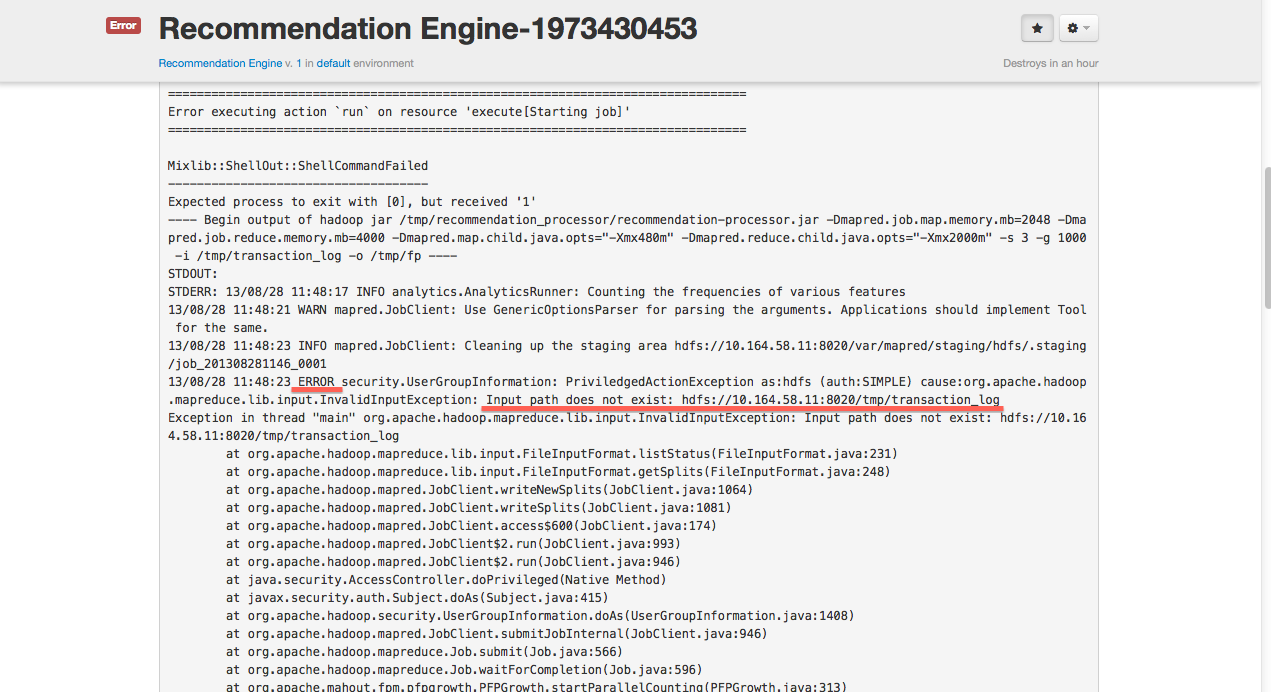 Error
Recommendation Engine-1973430453
Recommendation Engine v. 1 in default environment
Destroys in an hour
================================================================================
Error executing action `run` on resource 'execute[Starting job]'
================================================================================
Mixlib::ShellOut::ShellCommandFailed
------------------------------------
Expected process to exit with [0], but received '1'
---- Begin output of hadoop jar /tmp/recommendation_processor/recommendation-processor.jar -Dmapred.job.map.memory.mb=2048 -Dma
pred.job.reduce.memory.mb=4000 -Dmapred.map.child.java.opts="-Xmx480m" -Dmapred.reduce.child.java.opts="-Xmx2000m" -s 3 -g 1000
-i /tmp/transaction_log -o /tmp/fp ----
STDOUT:
STDERR: 13/08/28 11:48:17 INFO analytics.AnalyticsRunner: Counting the frequencies of various features
13/08/28 11:48:21 WARN mapred.JobClient: Use GenericOptionsParser for parsing the arguments. Applications should implement Tool
for the same.
13/08/28 11:48:23 INFO mapred.JobClient: Cleaning up the staging area hdfs://10.164.58.11:8020/var/mapred/staging/hdfs/.staging
/job_201308281146_0001
13/08/28 11:48:23 ERROR security.UserGroupInformation: PriviledgedActionException as:hdfs (auth:SIMPLE) cause:org.apache.hadoop
.mapreduce.lib.input.InvalidInputException: Input path does not exist: hdfs://10.164.58.11:8020/tmp/transaction_log
Exception in thread "main" org.apache.hadoop.mapreduce.lib.input.InvalidInputException: Input path does not exist: hdfs://10.16
4.58.11:8020/tmp/transaction_log
at org.apache.hadoop.mapreduce.lib.input.FileInputFormat.listStatus(FileInputFormat.java:231)
at org.apache.hadoop.mapreduce.lib.input.FileInputFormat.getSplits(FileInputFormat.java:248)
at org.apache.hadoop.mapred.JobClient.writeNewSplits(JobClient.java:1064)
at org.apache.hadoop.mapred.JobClient.writeSplits(JobClient.java:1081)
at org.apache.hadoop.mapred.JobClient.access$600(JobClient.java:174)
at org.apache.hadoop.mapred.JobClient$2.run(JobClient.java:993)
at org.apache.hadoop.mapred.JobClient$2.run(JobClient.java:946)
at java.security.AccessController.doPrivileged(Native Method)
at javax.security.auth.Subject.doAs(Subject.java:415)
at org.apache.hadoop.security.UserGroupInformation.doAs(UserGroupInformation.java:1408)
at org.apache.hadoop.mapred.JobClient.submitJobInternal(JobClient.java:946)
at org.apache.hadoop.mapreduce.Job.submit(Job.java:566)
at org.apache.hadoop.mapreduce.Job.waitForCompletion(Job.java:596)
at org.apache.mahout.fpm.pfpgrowth.PFPGrowth.startParallelCounting(PFPGrowth.java:313)